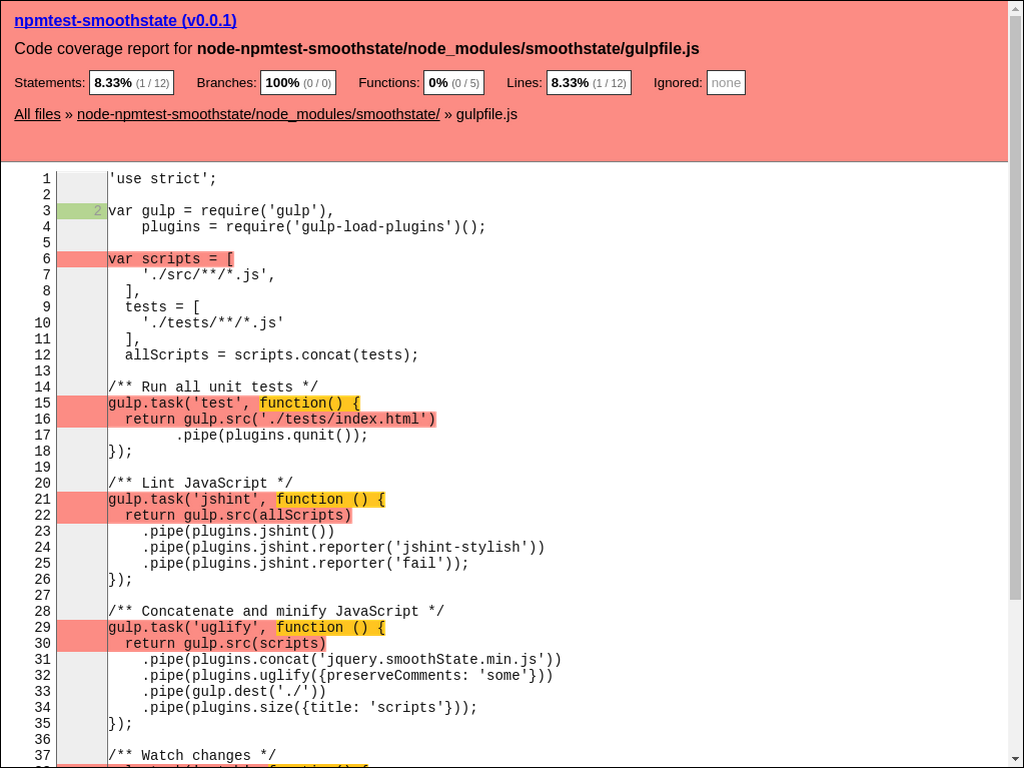 npmtest-smoothstate (v0.0.1)
Code coverage report for node-npmtest-smoothstate/node_modules/smoothstate/gulpfile.js
Statements: 8.33% (1 / 12) Branches: 100% (0 / 0) Functions: 0% (0 / 5) Lines: 8.33% (1 / 12) Ignored: none
All files » node-npmtest-smoothstate/node_modules/smoothstate/ » gulpfile.js
1 'use strict';
2
3 2 var gulp = require('gulp'),
4     plugins = require('gulp-load-plugins')();
5
6 var scripts = [
7     './src/**/*.js',
8   ],
9   tests = [
10     './tests/**/*.js'
11   ],
12   allScripts = scripts.concat(tests);
13
14 /** Run all unit tests */
15 gulp.task('test', function() {
16   return gulp.src('./tests/index.html')
17         .pipe(plugins.qunit());
18 });
19
20 /** Lint JavaScript */
21 gulp.task('jshint', function () {
22   return gulp.src(allScripts)
23     .pipe(plugins.jshint())
24     .pipe(plugins.jshint.reporter('jshint-stylish'))
25     .pipe(plugins.jshint.reporter('fail'));
26 });
27
28 /** Concatenate and minify JavaScript */
29 gulp.task('uglify', function () {
30   return gulp.src(scripts)
31     .pipe(plugins.concat('jquery.smoothState.min.js'))
32     .pipe(plugins.uglify({preserveComments: 'some'}))
33     .pipe(gulp.dest('./'))
34     .pipe(plugins.size({title: 'scripts'}));
35 });
36
37 /** Watch changes */